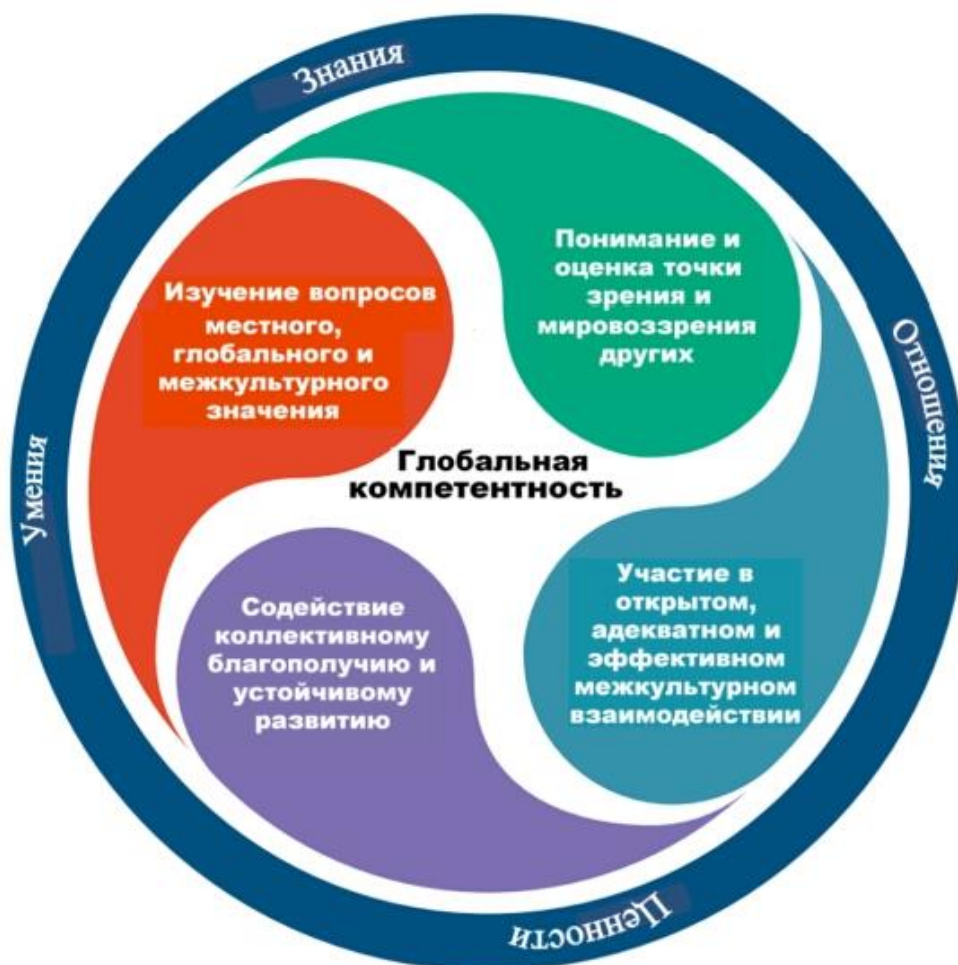 Знания
Понимание и
оценка точки
зрения и
мировоззрения
других
Изучение вопросов
местного,
глобального и
межкультурного
значения
Отношения
Умения
Глобальная
компетентность
Содействие
коллективному
благополучию и
устойчивому
развитию
Участие в
открытом,
адекватном и
эффективном
межкультурном
взаимодействии
Ценности